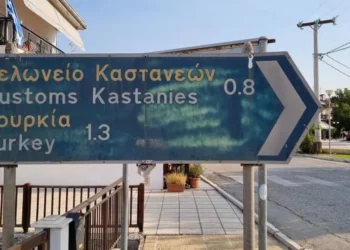 ελωνείο Καστανεών
ustoms Kastanies 0.8
ουρκία
urkey 1.3